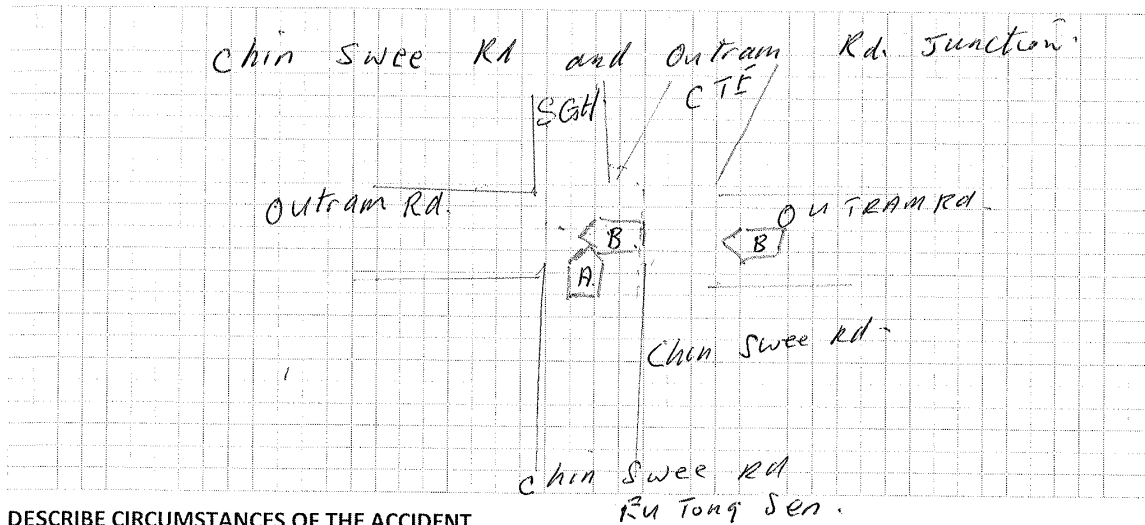 Chin Swee Rd and Outram Rd. Junction.
SGH
CTE
Outram Rd.
OUTRAM Rd
B
B
A
Chin Swee Rd
Chin Swee Rd
Eu Tong Sen.
DESCRIBE CIRCUMSTANCES OF THE ACCIDENT